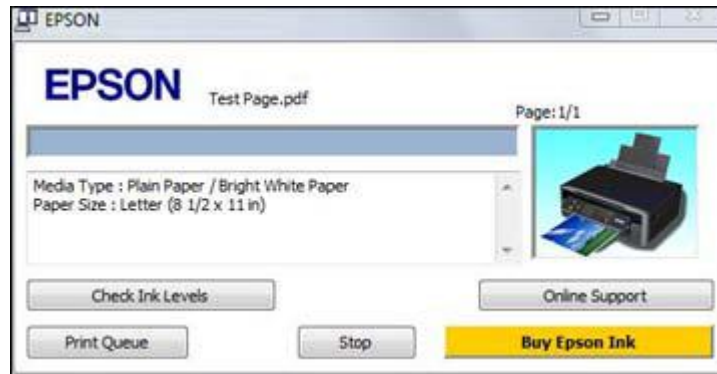 EPSON
EPSON
Test Page.pdf
Page:1/1
Media Type : Plain Paper / Bright White Paper
Paper Size : Letter (8 1/2 x 11 in)
Check Ink Levels
Online Support
Print Queue
Stop
Buy Epson Ink